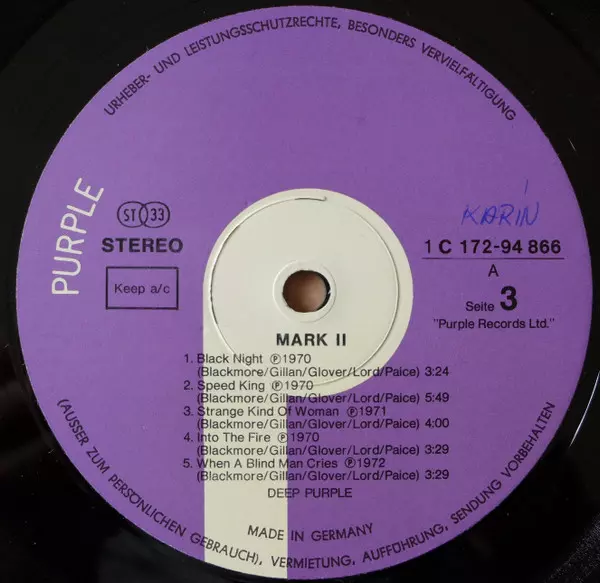 URHEBER- UND LEISTUNGSSCHUTZRECHTE, BESONDERS VERVIELFÄLTIGUNG
PURPLE
ST 33
STEREO
Keep a/c
KARIN
1 C 172-94 866
A
Seite 3
"Purple Records Ltd."
MARK II
1. Black Night ℗1970
(Blackmore/Gillan/Glover/Lord/Paice) 3:24
2. Speed King ℗1970
(Blackmore/Gillan/Glover/Lord/Paice) 5:49
3. Strange Kind Of Woman ℗1971
(Blackmore/Gillan/Glover/Lord/Paice) 4:00
4. Into The Fire ℗1970
(Blackmore/Gillan/Glover/Lord/Paice) 3:29
5. When A Blind Man Cries ℗1972
(Blackmore/Gillan/Glover/Lord/Paice) 3:29
DEEP PURPLE
MADE IN GERMANY
(AUSSER ZUM PERSÖNLICHEN GEBRAUCH), VERMIETUNG, AUFFÜHRUNG, SENDUNG VORBEHALTEN